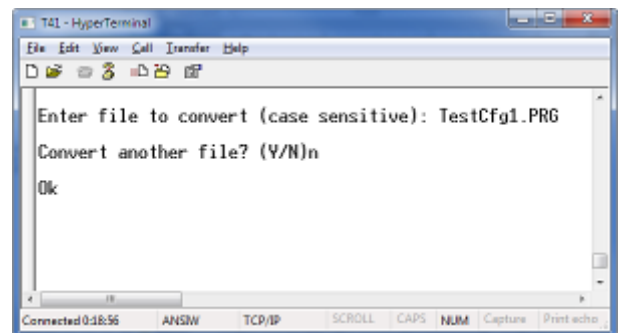 T41 - HyperTerminal
File Edit View Call Transfer Help
Enter file to convert (case sensitive): TestCfg1.PRG
Convert another file? (Y/N)n
Ok
Connected 0:18:56 ANSIW TCP/IP SCROLL CAPS NUM Capture Print echo